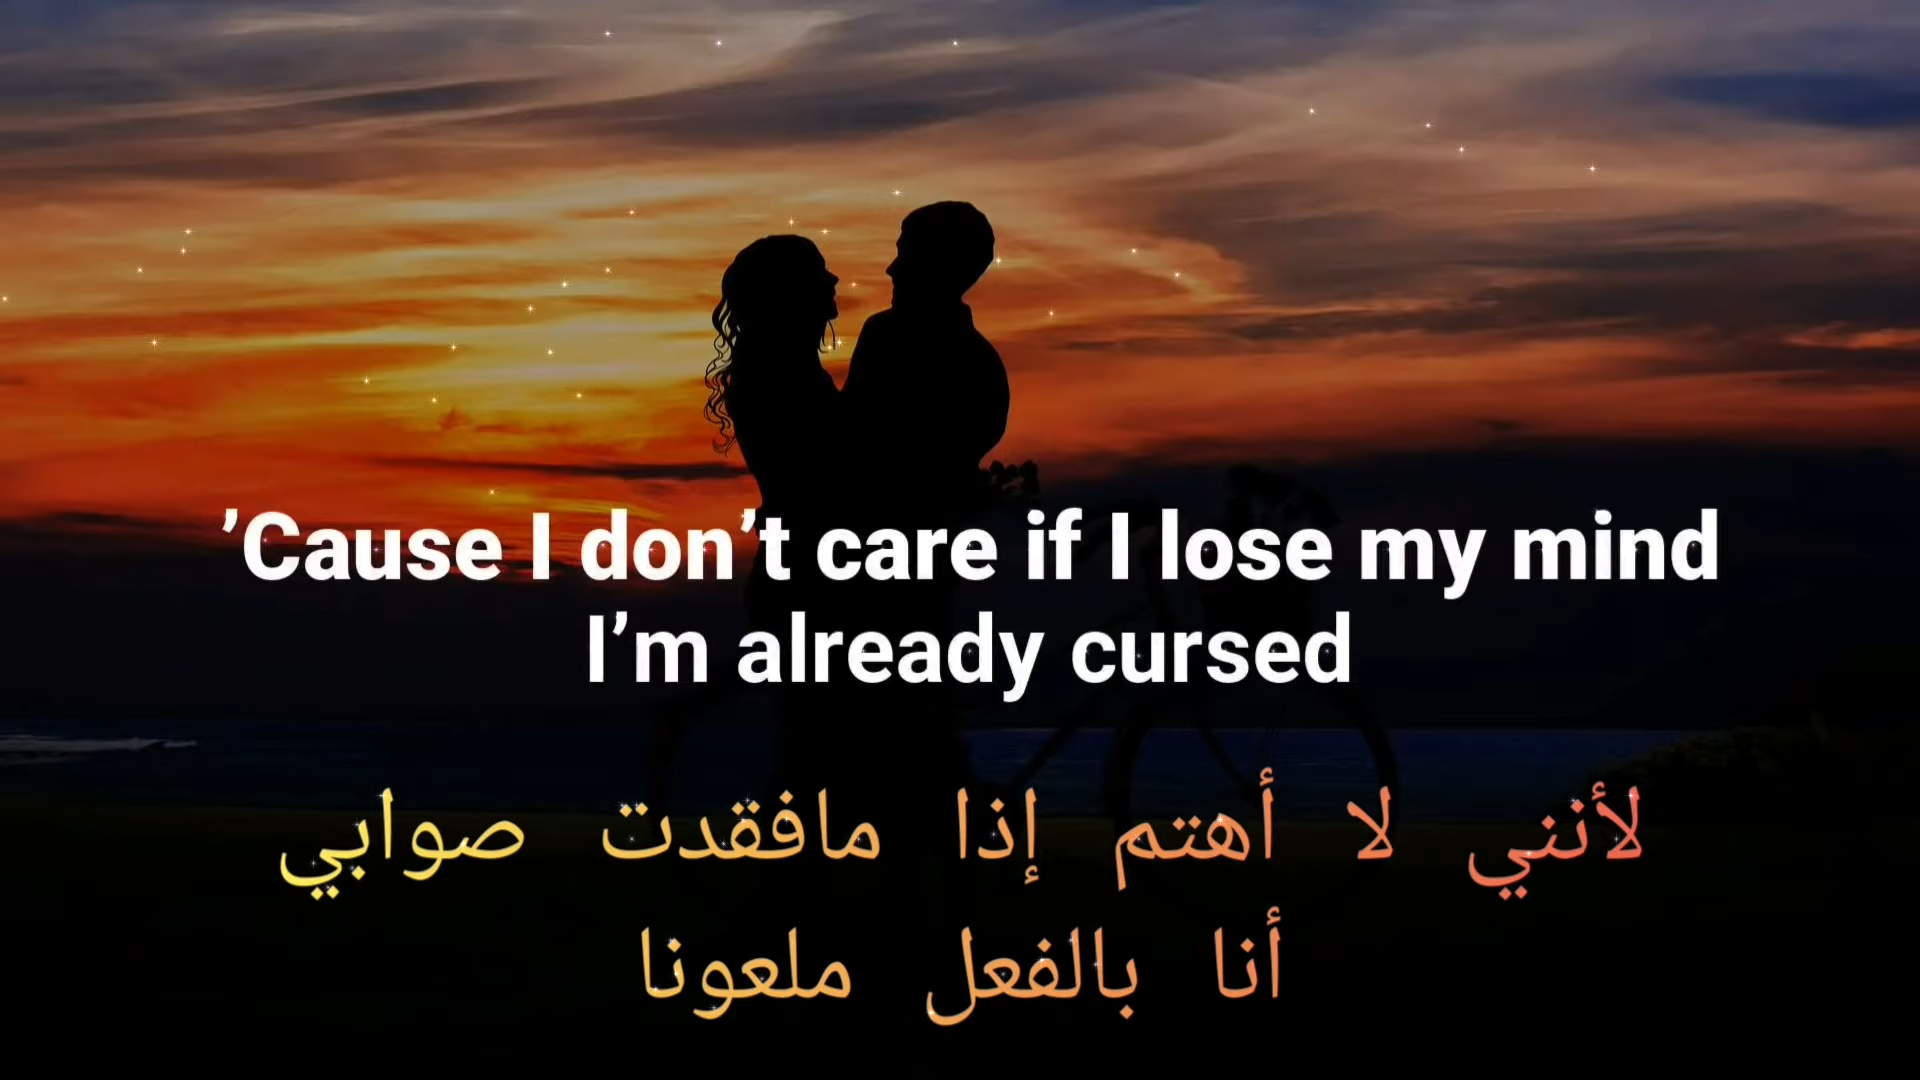 ’Cause I don’t care if I lose my mind
I’m already cursed
لأنني لا أهتم إذا مافقدت صوابي
أنا بالفعل ملعونا